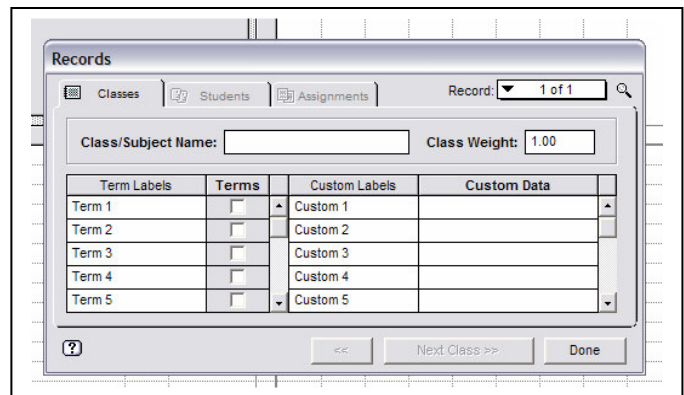 Records
Classes Students Assignments Record: 1 of 1
Class/Subject Name: Class Weight: 1.00
Term Labels Terms Custom Labels Custom Data
Term 1 Custom 1
Term 2 Custom 2
Term 3 Custom 3
Term 4 Custom 4
Term 5 Custom 5
? << Next Class >> Done